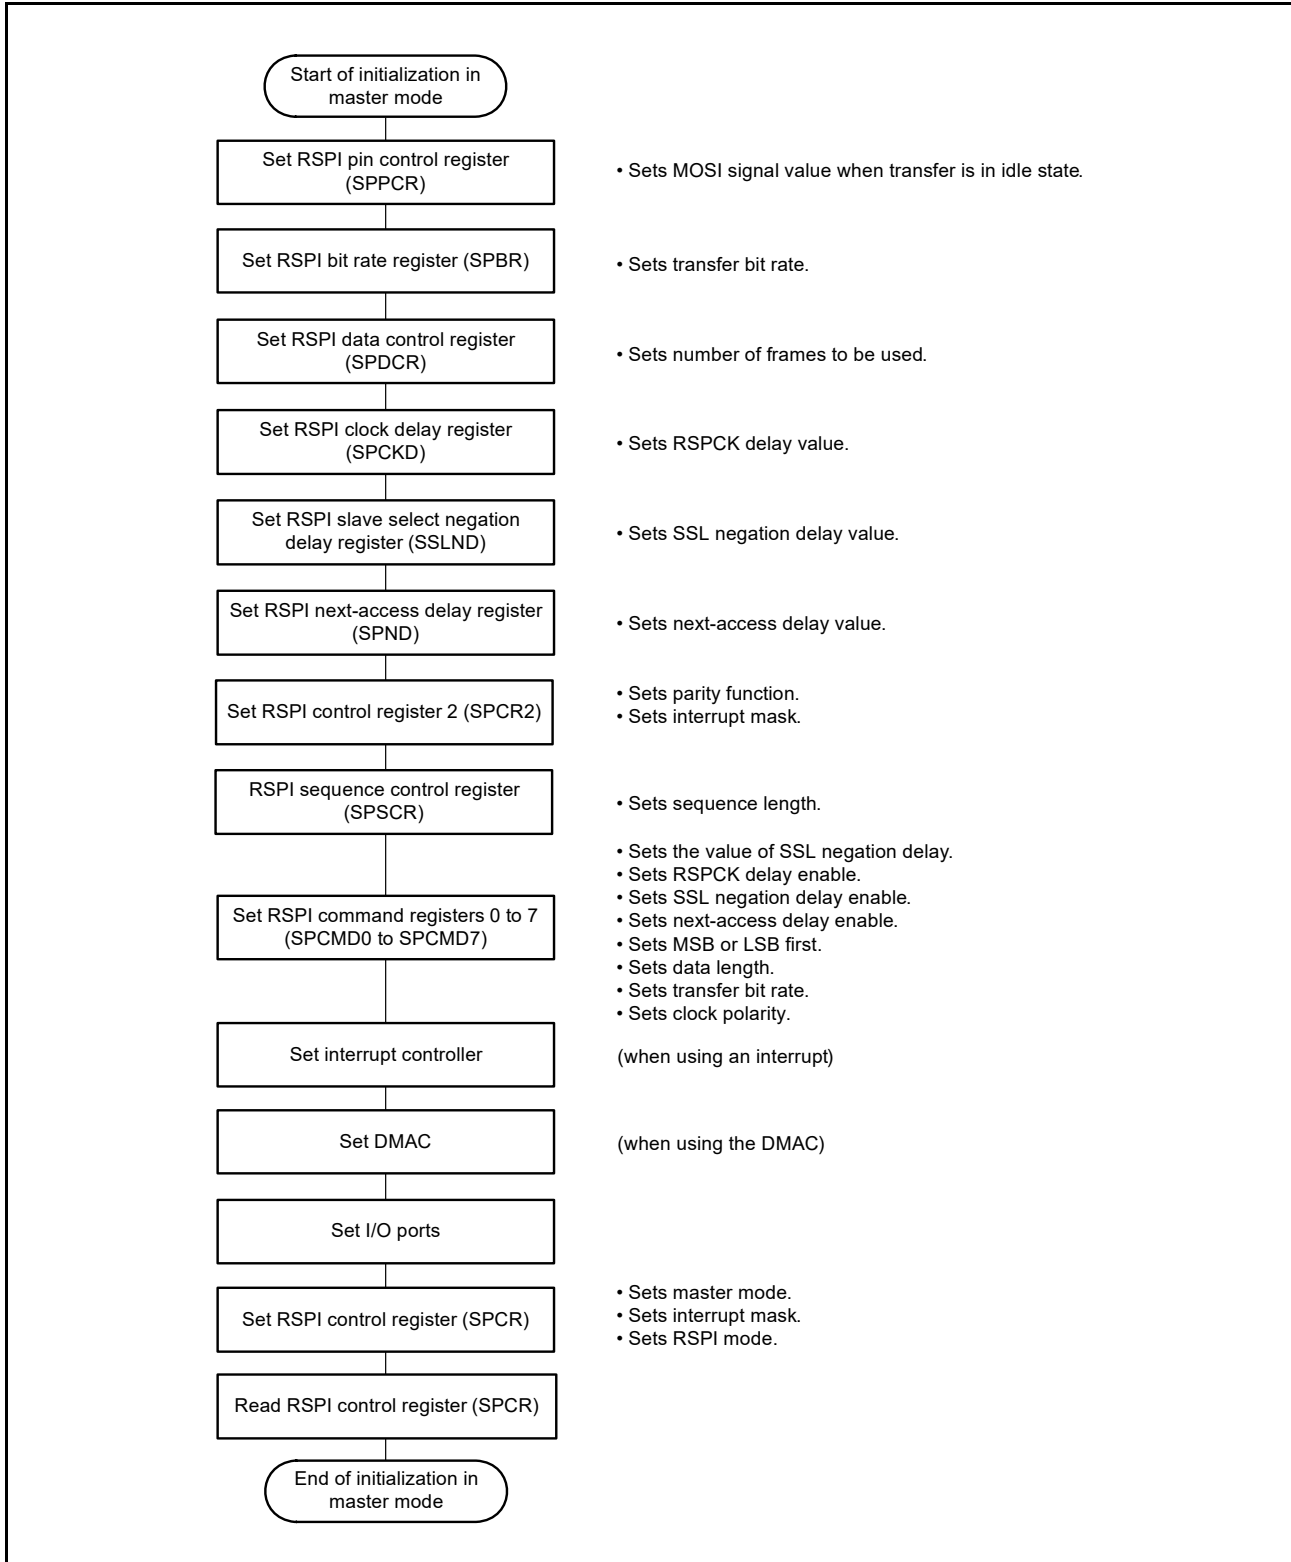 Start of initialization in
master mode
Set RSPI pin control register
(SPPCR)
• Sets MOSI signal value when transfer is in idle state.
Set RSPI bit rate register (SPBR)
• Sets transfer bit rate.
Set RSPI data control register
(SPDCR)
• Sets number of frames to be used.
Set RSPI clock delay register
(SPCKD)
• Sets RSPCK delay value.
Set RSPI slave select negation
delay register (SSLND)
• Sets SSL negation delay value.
Set RSPI next-access delay register
(SPND)
• Sets next-access delay value.
Set RSPI control register 2 (SPCR2)
• Sets parity function.
• Sets interrupt mask.
RSPI sequence control register
(SPSCR)
• Sets sequence length.
Set RSPI command registers 0 to 7
(SPCMD0 to SPCMD7)
• Sets the value of SSL negation delay.
• Sets RSPCK delay enable.
• Sets SSL negation delay enable.
• Sets next-access delay enable.
• Sets MSB or LSB first.
• Sets data length.
• Sets transfer bit rate.
• Sets clock polarity.
Set interrupt controller
(when using an interrupt)
Set DMAC
(when using the DMAC)
Set I/O ports
Set RSPI control register (SPCR)
• Sets master mode.
• Sets interrupt mask.
• Sets RSPI mode.
Read RSPI control register (SPCR)
End of initialization in
master mode